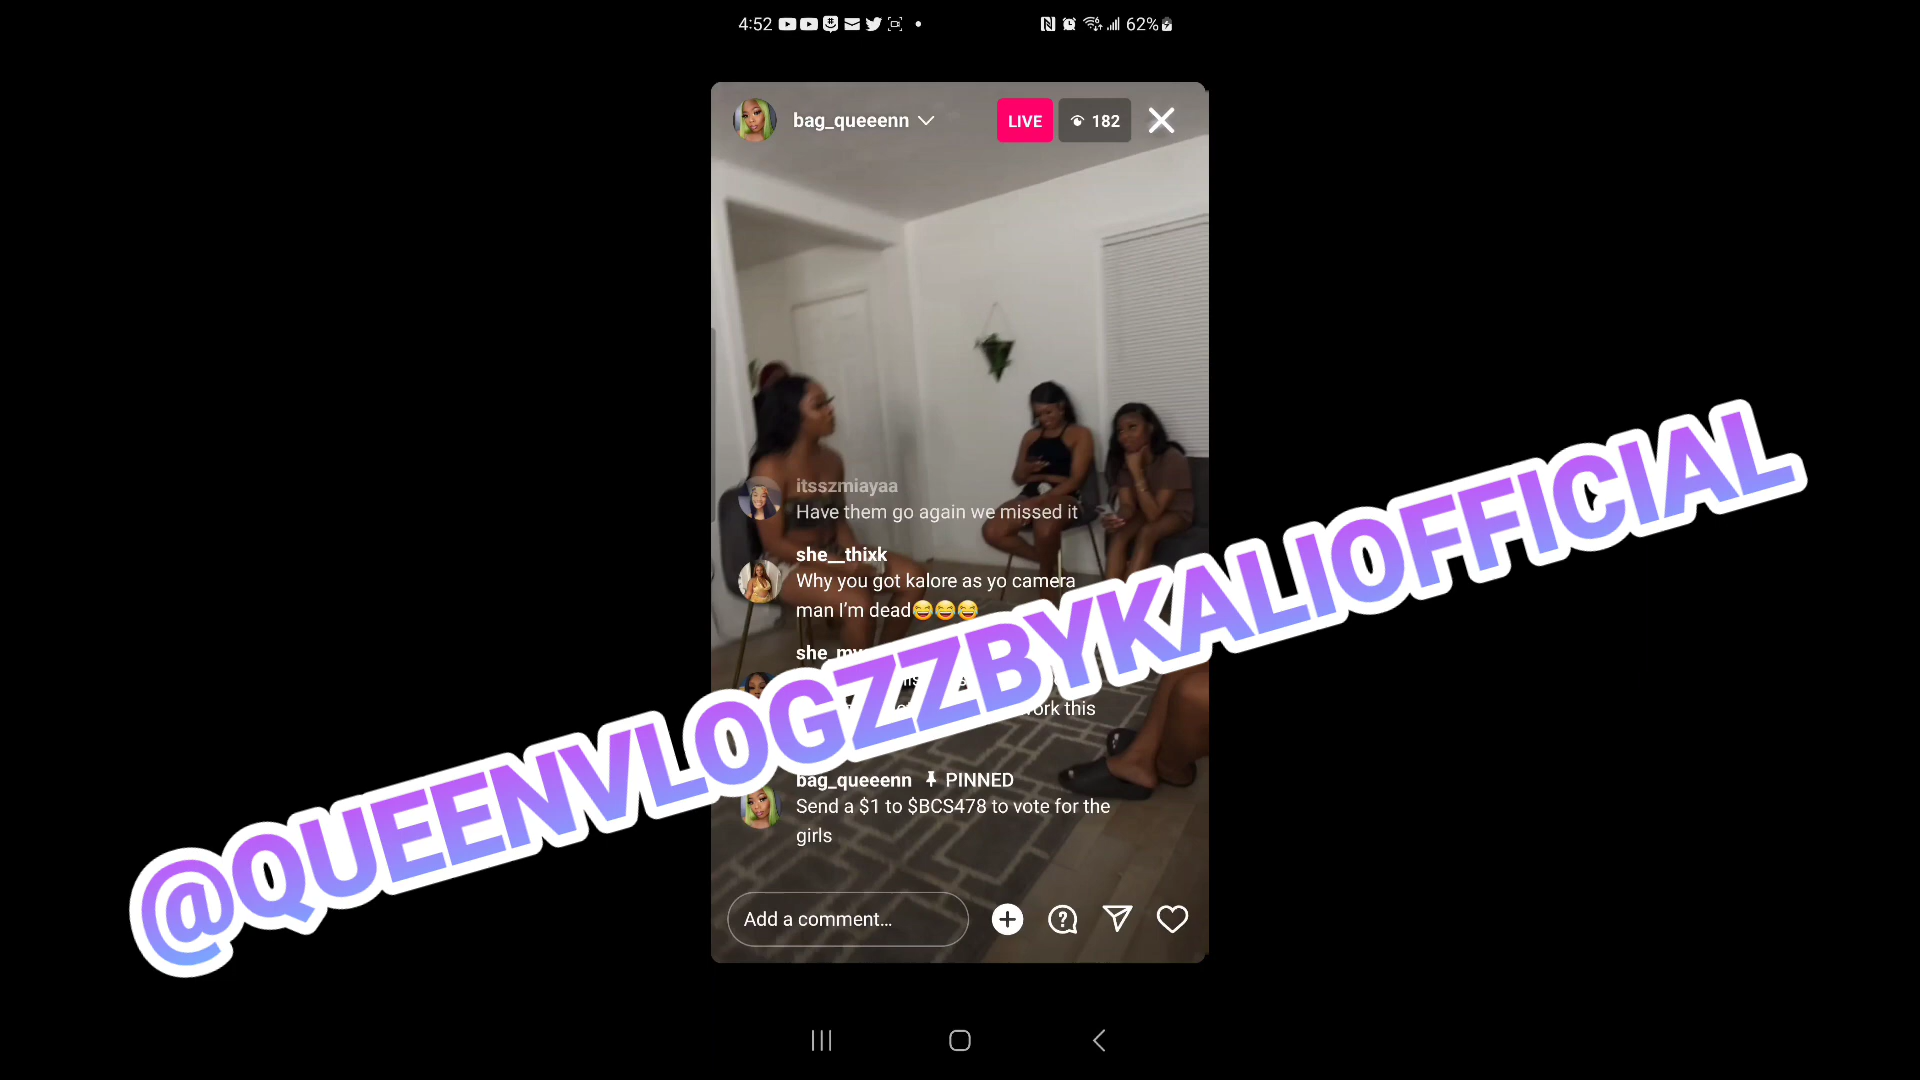 4:52
62%
bag_queeenn
LIVE
182
itsszmiayaa
Have them go again we missed it
she__thixk
Why you got kalore as yo camera
man I’m dead😂😂😂
this
@QUEENVLOGZZBYKALIOFFICIAL
bag_queeenn PINNED
Send a $1 to $BCS478 to vote for the
girls
Add a comment...